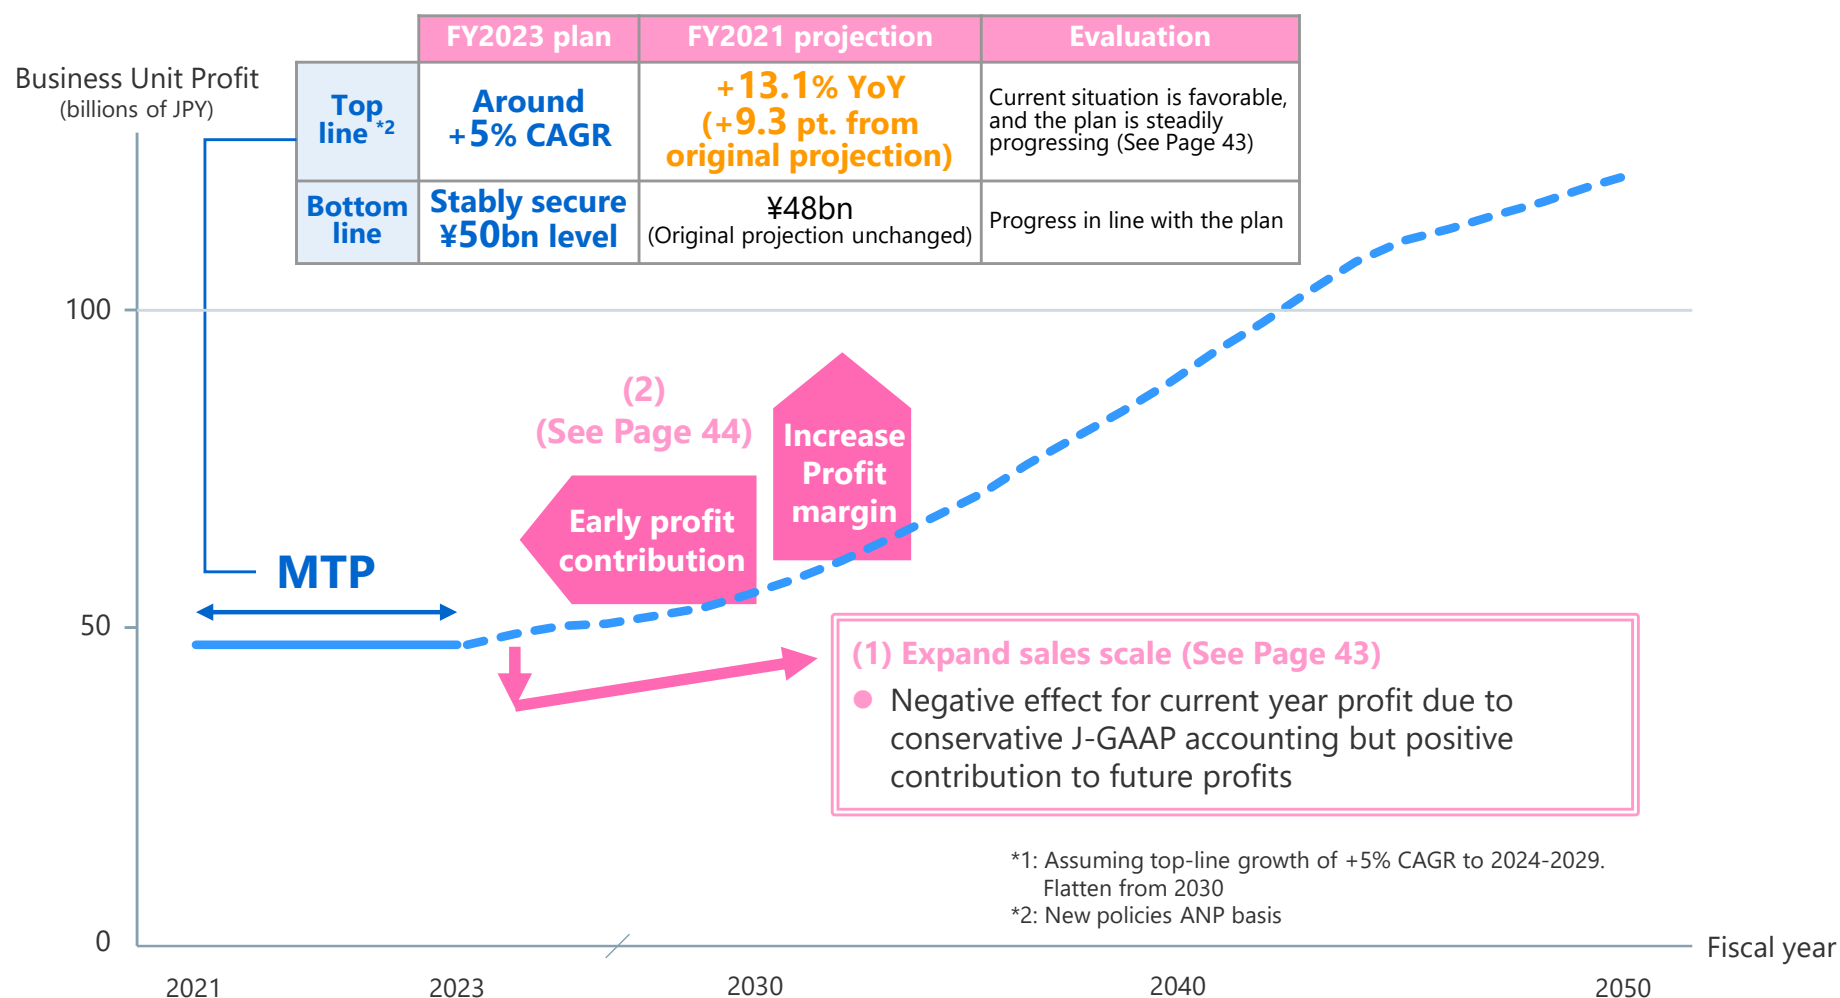 FY2023 plan
FY2021 projection
Evaluation
Business Unit Profit
(billions of JPY)
Top
line *2
Around
+5% CAGR
+13.1% YoY
(+9.3 pt. from
original projection)
Current situation is favorable,
and the plan is steadily
progressing (See Page 43)
Bottom
line
Stably secure
¥50bn level
¥48bn
(Original projection unchanged)
Progress in line with the plan
100
(2)
(See Page 44)
Increase
Profit
margin
Early profit
contribution
MTP
50
(1) Expand sales scale (See Page 43)
● Negative effect for current year profit due to
conservative J-GAAP accounting but positive
contribution to future profits
*1: Assuming top-line growth of +5% CAGR to 2024-2029.
Flatten from 2030
*2: New policies ANP basis
0
Fiscal year
2021
2023
2030
2040
2050